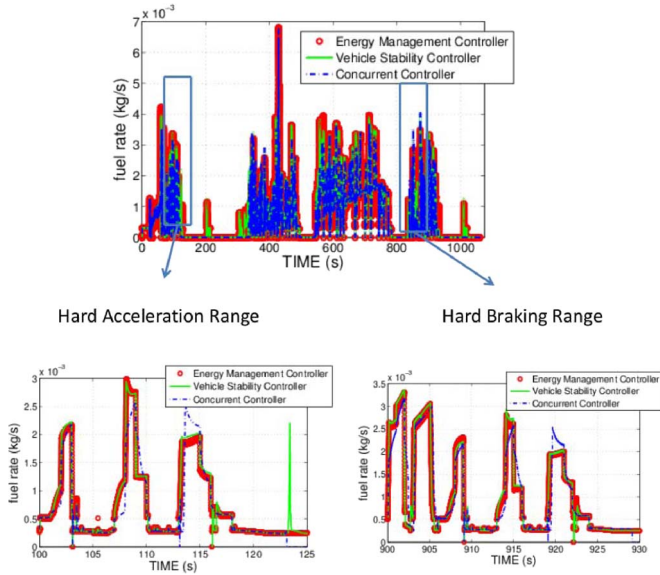 × 10⁻³
7
6
5
4
3
2
1
0
fuel rate (kg/s)
Energy Management Controller
Vehicle Stability Controller
Concurrent Controller
0 200 400 600 800 1000
TIME (s)
Hard Acceleration Range
Hard Braking Range
x 10⁻³
3
2.5
2
1.5
1
0.5
0
fuel rate (kg/s)
Energy Management Controller
Vehicle Stability Controller
Concurrent Controller
100 105 110 115 120 125
TIME (s)
x 10⁻³
3.5
3
2.5
2
1.5
1
0.5
0
fuel rate (kg/s)
Energy Management Controller
Vehicle Stability Controller
Concurrent Controller
900 905 910 915 920 925 930
TIME (s)